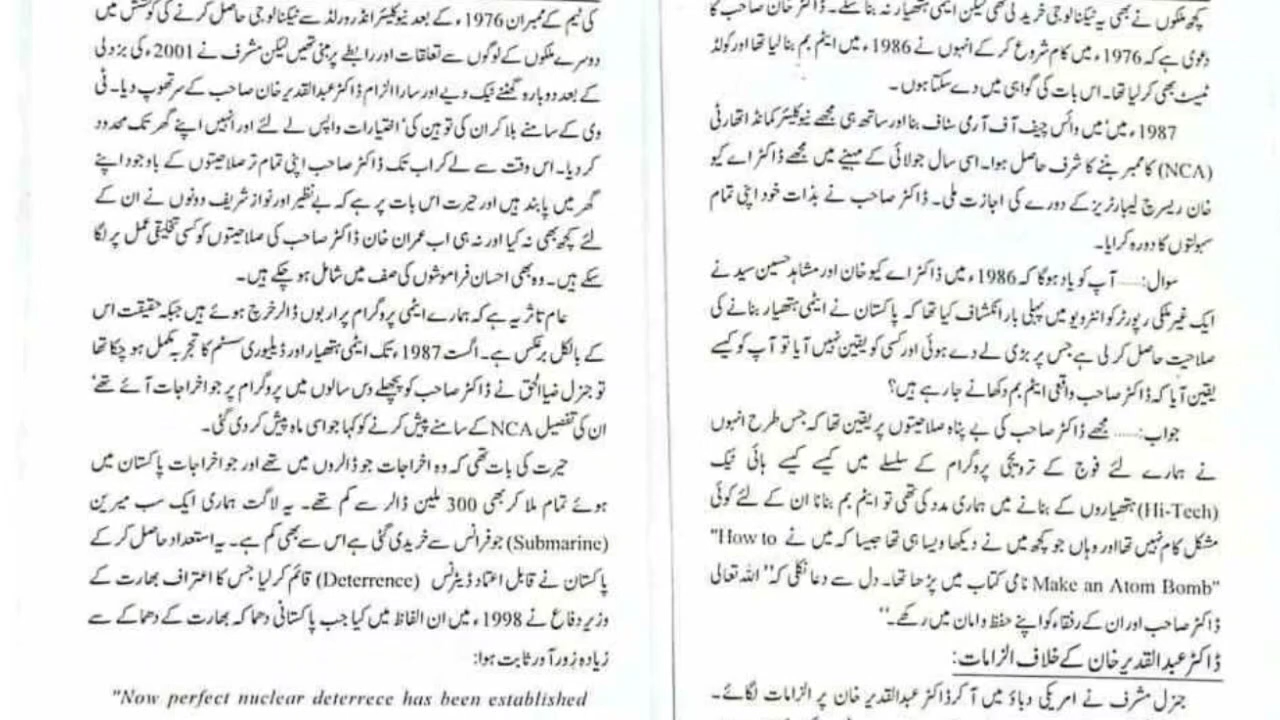 کچھ ملکوں نے بھی یہ ٹیکنالوجی خریدی تھی لیکن ایٹمی ہتھیار نہ بنا سکے۔ ڈاکٹر خان صاحب کا
دعویٰ ہے کہ 1976ء میں کام شروع کر کے انہوں نے 1986ء میں ایٹم بم بنا لیا تھا اور کولڈ
ٹیسٹ بھی کر لیا تھا۔ اس بات کی گواہی میں دے سکتا ہوں۔
1987ء میں' میں وائس چیف آف آرمی سٹاف بنا اور ساتھ ہی مجھے نیوکلیئر کمانڈ اتھارٹی
(NCA) کا ممبر بننے کا شرف حاصل ہوا۔ اسی سال جولائی کے مہینے میں مجھے ڈاکٹر اے کیو
خان ریسرچ لیبارٹریز کے دورے کی اجازت ملی۔ ڈاکٹر صاحب نے بذات خود اپنی تمام
سہولتوں کا دورہ کرایا۔
سوال:...... آپ کو یاد ہوگا کہ 1986ء میں ڈاکٹر اے کیو خان اور مشاہد حسین سید نے
ایک غیر ملکی رپورٹر کو انٹرویو میں پہلی بار انکشاف کیا تھا کہ پاکستان نے ایٹمی ہتھیار بنانے کی
صلاحیت حاصل کر لی ہے جس پر بڑی لے دے ہوئی اور کسی کو یقین نہیں آیا تو آپ کو کیسے
یقین آیا کہ ڈاکٹر صاحب واقعی ایٹم بم دکھانے جا رہے ہیں؟
جواب:...... مجھے ڈاکٹر صاحب کی بے پناہ صلاحیتوں پر یقین تھا کہ جس طرح انہوں
نے ہمارے لئے فوج کے ترویجی پروگرام کے سلسلے میں کیسے کیسے ہائی ٹیک
(Hi-Tech) ہتھیاروں کے بنانے میں ہماری مدد کی تھی تو ایٹم بم بنانا ان کے لئے کوئی
مشکل کام نہیں تھا اور وہاں جو کچھ میں نے دیکھا ویسا ہی تھا جیسا کہ میں نے "How to
Make an Atom Bomb" نامی کتاب میں پڑھا تھا۔ دل سے دعا نکلی کہ "اللہ تعالیٰ
ڈاکٹر صاحب اور ان کے رفقاء کو اپنے حفظ و امان میں رکھے۔"
ڈاکٹر عبدالقدیر خان کے خلاف الزامات:
جنرل مشرف نے امریکی دباؤ میں آ کر ڈاکٹر عبدالقدیر خان پر الزامات لگائے۔
کی ٹیم کے ممبران 1976ء کے بعد نیوکلیئر انڈر ورلڈ سے ٹیکنالوجی حاصل کرنے کی کوشش میں
دوسرے ملکوں کے لوگوں سے تعلقات اور رابطے پر مبنی تھیں لیکن مشرف نے 2001ء کی بزدلی
کے بعد دوبارہ گھٹنے ٹیک دیے اور سارا الزام ڈاکٹر عبدالقدیر خان صاحب کے سر تھوپ دیا۔ ٹی
وی کے سامنے بلا کر ان کی توہین کی' اختیارات واپس لے لئے اور انہیں اپنے گھر تک محدود
کر دیا۔ اس وقت سے لے کر اب تک ڈاکٹر صاحب اپنی تمام تر صلاحیتوں کے باوجود اپنے
گھر میں پابند ہیں اور حیرت اس بات پر ہے کہ بے نظیر اور نواز شریف دونوں نے ان کے
لئے کچھ بھی نہ کیا اور نہ ہی اب عمران خان ڈاکٹر صاحب کی صلاحیتوں کو کسی تخلیقی عمل پر لگا
سکے ہیں۔ وہ بھی احسان فراموشوں کی صف میں شامل ہو چکے ہیں۔
عام تاثر یہ ہے کہ ہمارے ایٹمی پروگرام پر اربوں ڈالر خرچ ہوئے ہیں جبکہ حقیقت اس
کے بالکل برعکس ہے۔ اگست 1987ء تک ایٹمی ہتھیار اور ڈیلیوری سسٹم کا تجربہ مکمل ہو چکا تھا
تو جنرل ضیاالحق نے ڈاکٹر صاحب کو پچھلے دس سالوں میں پروگرام پر جو اخراجات آئے تھے'
ان کی تفصیل NCA کے سامنے پیش کرنے کو کہا جو اسی ماہ پیش کر دی گئی۔
حیرت کی بات تھی کہ وہ اخراجات جو ڈالروں میں تھے اور جو اخراجات پاکستان میں
ہوئے تمام ملا کر بھی 300 ملین ڈالر سے کم تھے۔ یہ لاگت ہماری ایک سب میرین
(Submarine) جو فرانس سے خریدی گئی ہے اس سے بھی کم ہے۔ یہ استعداد حاصل کر کے
پاکستان نے قابل اعتماد ڈیٹرنس (Deterrence) قائم کر لیا جس کا اعتراف بھارت کے
وزیر دفاع نے 1998ء میں ان الفاظ میں کیا جب پاکستانی دھماکہ بھارت کے دھماکے سے
زیادہ زور آور ثابت ہوا:
"Now perfect nuclear deterrece has been established